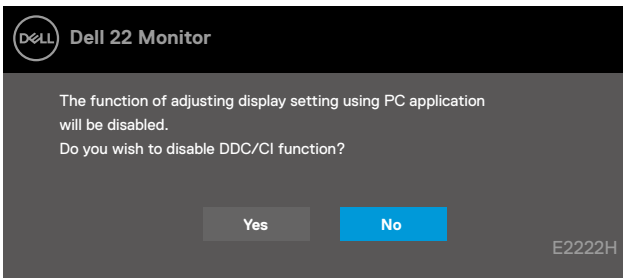 DELL Dell 22 Monitor
The function of adjusting display setting using PC application
will be disabled.
Do you wish to disable DDC/CI function?
Yes No
E2222H